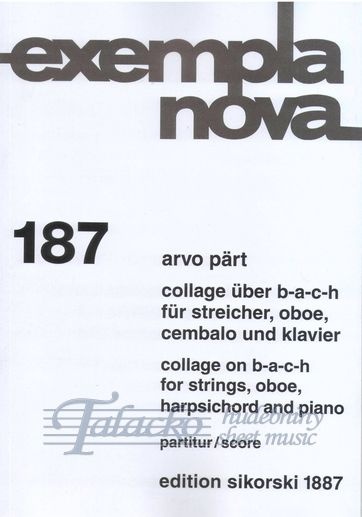 exempla
nova
187
arvo pärt
collage über b-a-c-h
für streicher, oboe,
cembalo und klavier
collage on b-a-c-h
for strings, oboe,
harpsichord and piano
Talacko hudebniny
sheet music
partitur/score
edition sikorski 1887